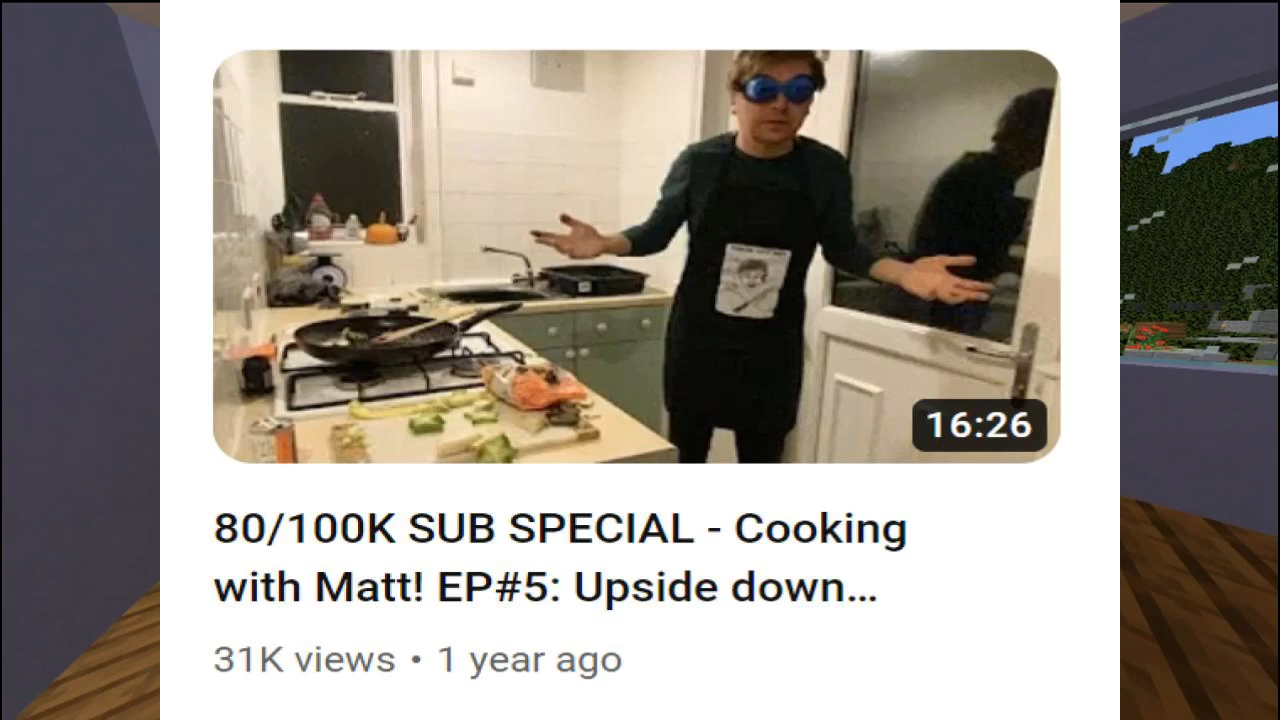 16:26
80/100K SUB SPECIAL - Cooking
with Matt! EP#5: Upside down...
31K views • 1 year ago